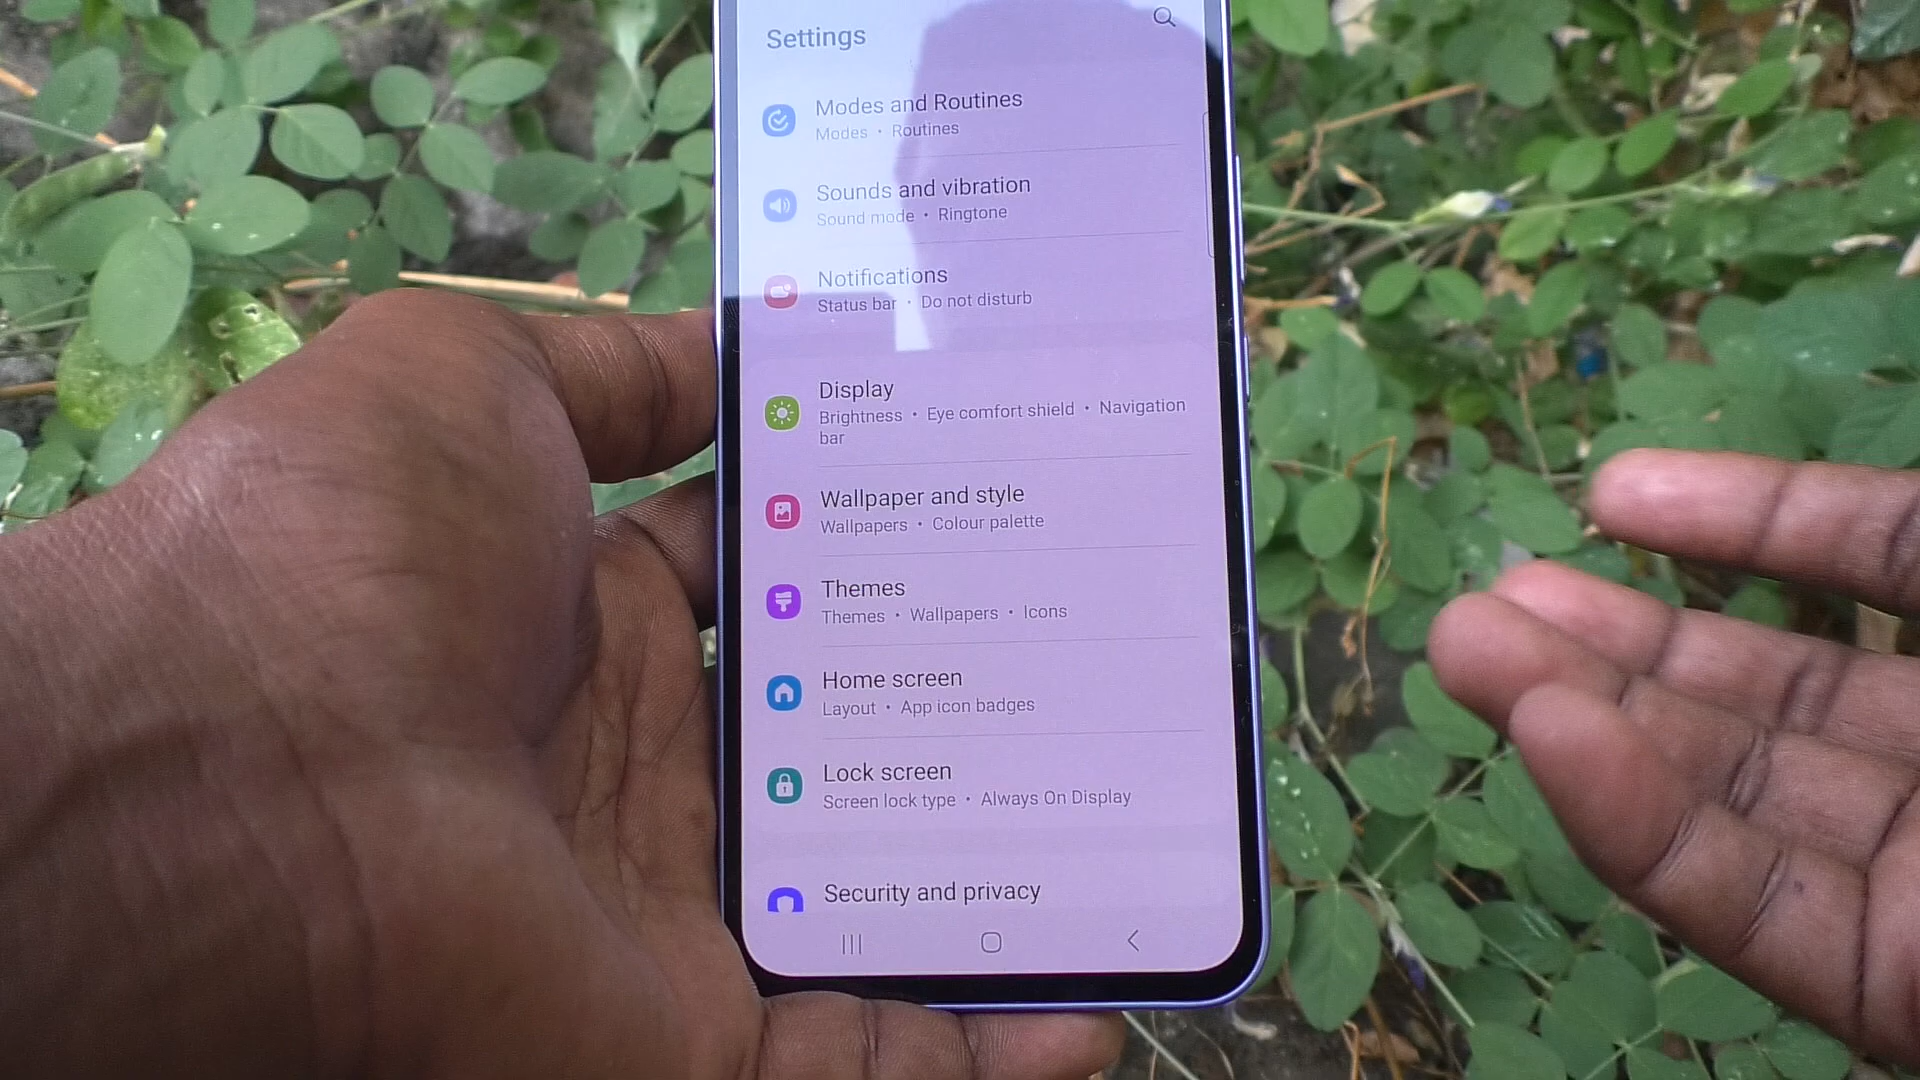 Settings
Modes and Routines
Modes • Routines
Sounds and vibration
Sound mode • Ringtone
Notifications
Status bar • Do not disturb
Display
Brightness • Eye comfort shield • Navigation
bar
Wallpaper and style
Wallpapers • Colour palette
Themes
Themes • Wallpapers • Icons
Home screen
Layout • App icon badges
Lock screen
Screen lock type • Always On Display
Security and privacy